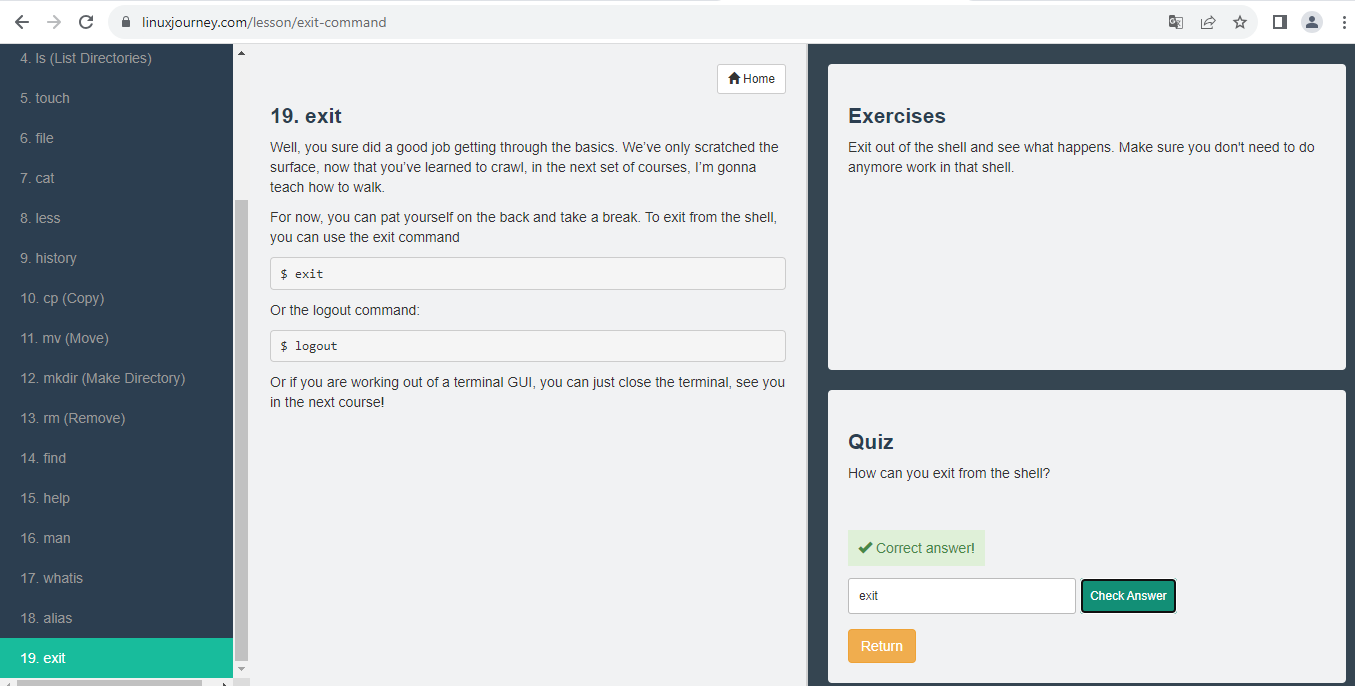 linuxjourney.com/lesson/exit-command
4. ls (List Directories)
5. touch
6. file
7. cat
8. less
9. history
10. cp (Copy)
11. mv (Move)
12. mkdir (Make Directory)
13. rm (Remove)
14. find
15. help
16. man
17. whatis
18. alias
19. exit
Home
19. exit
Well, you sure did a good job getting through the basics. We've only scratched the
surface, now that you've learned to crawl, in the next set of courses, I'm gonna
teach how to walk.
For now, you can pat yourself on the back and take a break. To exit from the shell,
you can use the exit command
$ exit
Or the logout command:
$ logout
Or if you are working out of a terminal GUI, you can just close the terminal, see you
in the next course!
Exercises
Exit out of the shell and see what happens. Make sure you don't need to do
anymore work in that shell.
Quiz
How can you exit from the shell?
Correct answer!
exit
Check Answer
Return